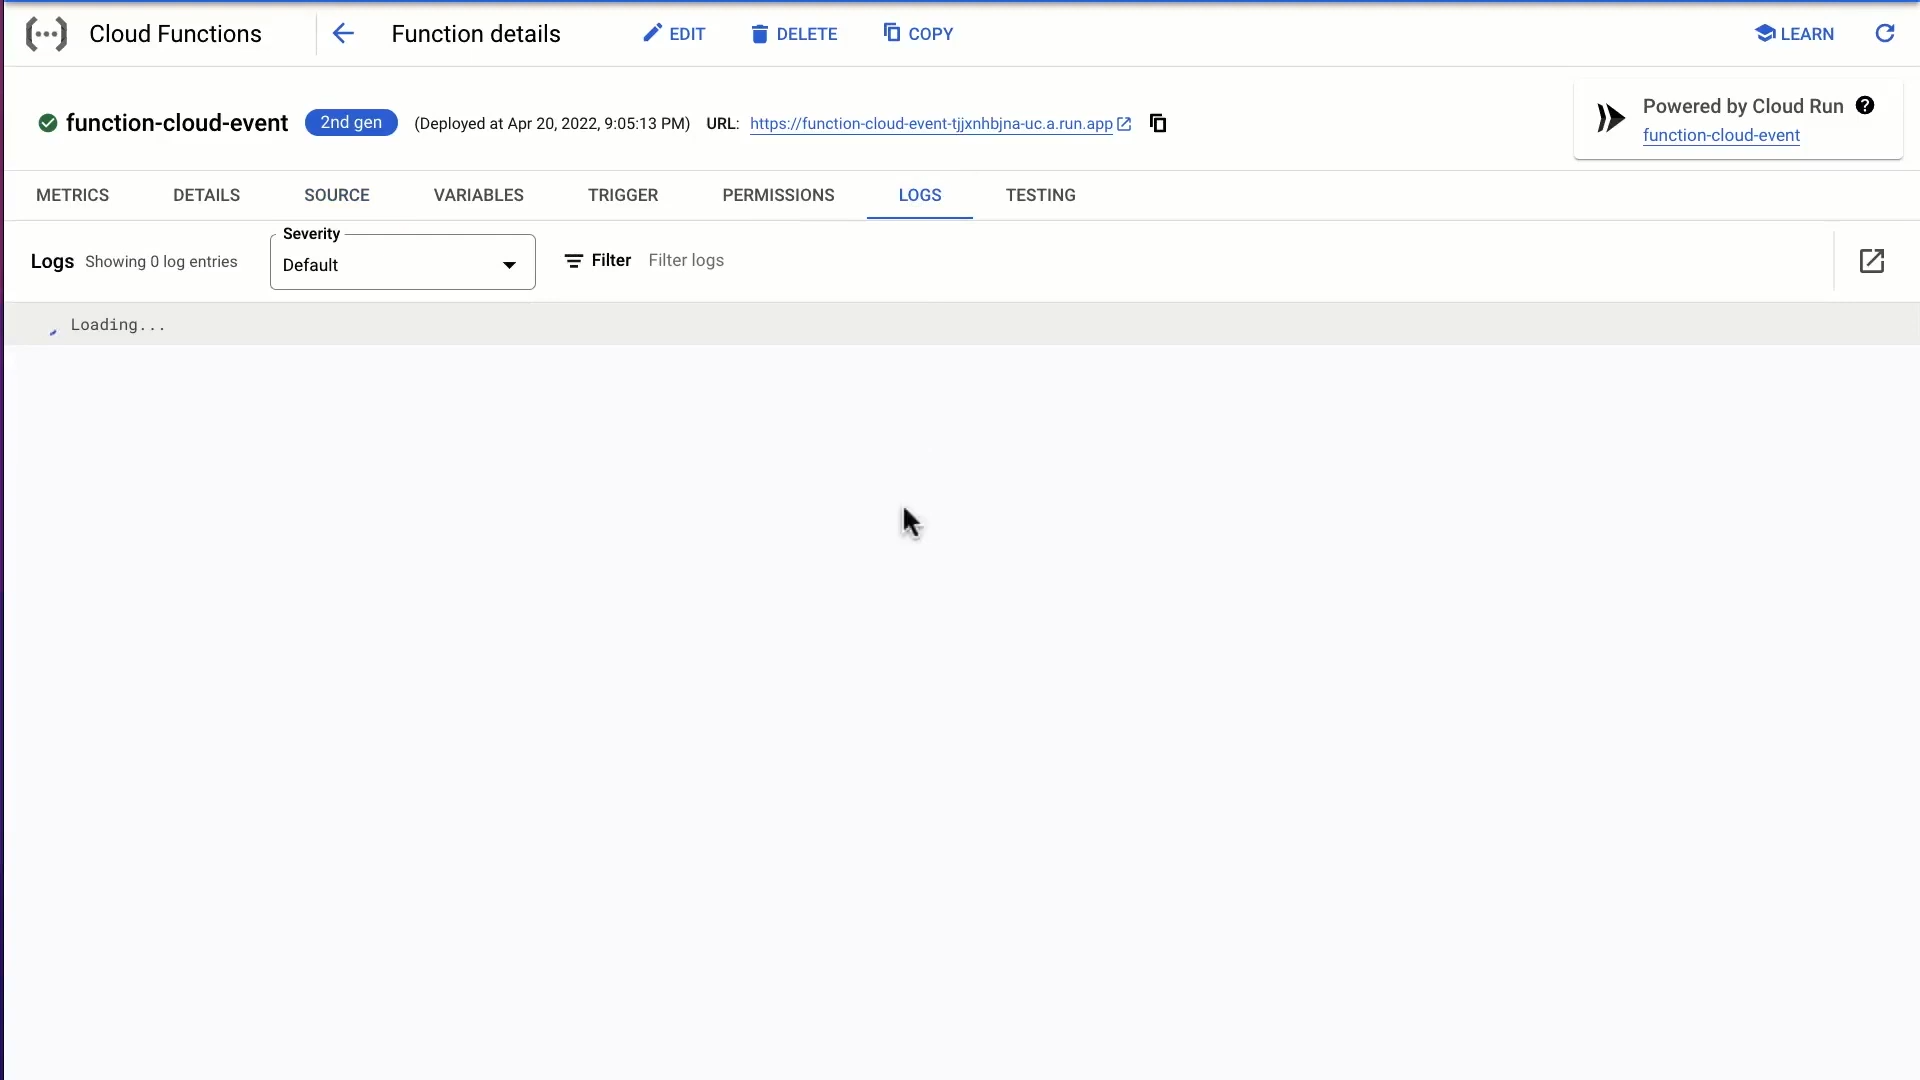 Cloud Functions Function details EDIT DELETE COPY LEARN
function-cloud-event 2nd gen (Deployed at Apr 20, 2022, 9:05:13 PM) URL: https://function-cloud-event-tjjxnhbjna-uc.a.run.app
Powered by Cloud Run ?
function-cloud-event
METRICS DETAILS SOURCE VARIABLES TRIGGER PERMISSIONS LOGS TESTING
Logs Showing 0 log entries
Severity
Default
Filter Filter logs
Loading...